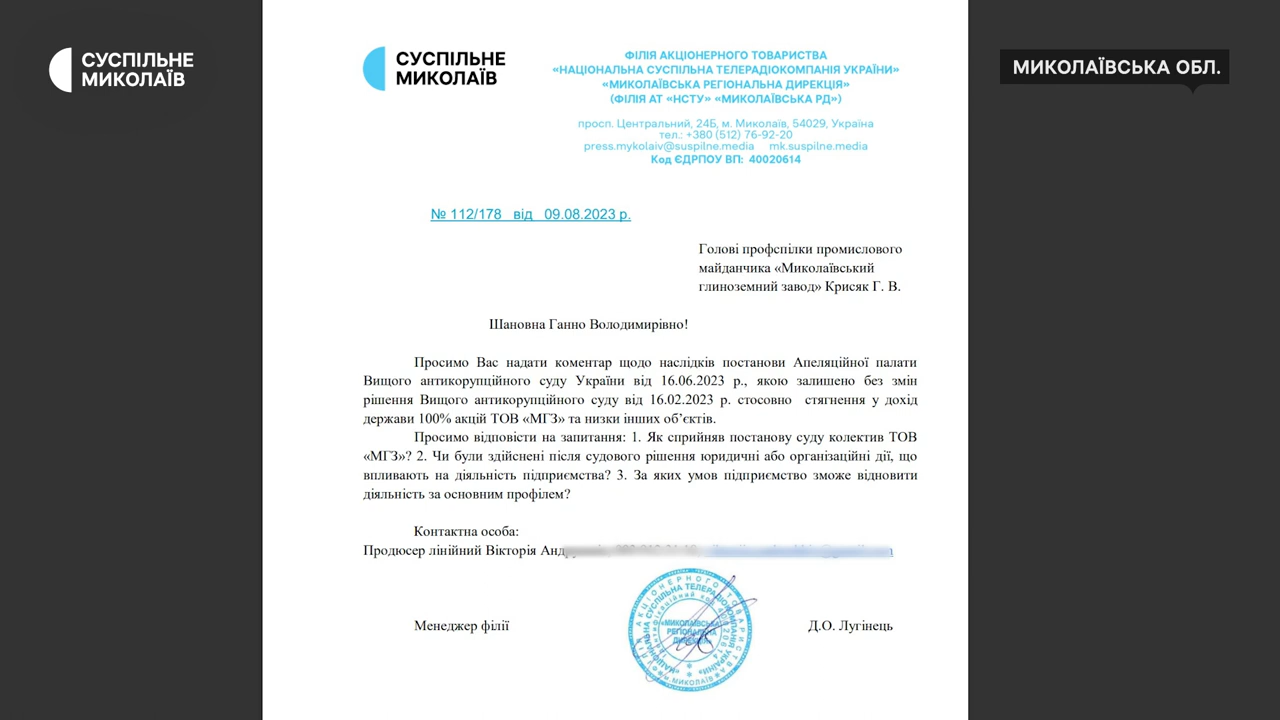 СУСПІЛЬНЕ
МИКОЛАЇВ
СУСПІЛЬНЕ
МИКОЛАЇВ
ФІЛІЯ АКЦІОНЕРНОГО ТОВАРИСТВА
«НАЦІОНАЛЬНА СУСПІЛЬНА ТЕЛЕРАДІОКОМПАНІЯ УКРАЇНИ»
«МИКОЛАЇВСЬКА РЕГІОНАЛЬНА ДИРЕКЦІЯ»
(ФІЛІЯ АТ «НСТУ» «МИКОЛАЇВСЬКА РД»)
просп. Центральний, 24Б, м. Миколаїв, 54029, Україна
тел.: +380 (512) 76-92-20
press.mykolaiv@suspilne.media mk.suspilne.media
Код ЄДРПОУ ВП: 40020614
МИКОЛАЇВСЬКА ОБЛ.
№ 112/178 від 09.08.2023 р.
Голові профспілки промислового
майданчика «Миколаївський
глиноземний завод» Крисяк Г. В.
Шановна Ганно Володимирівно!
Просимо Вас надати коментар щодо наслідків постанови Апеляційної палати
Вищого антикорупційного суду України від 16.06.2023 р., якою залишено без змін
рішення Вищого антикорупційного суду від 16.02.2023 р. стосовно стягнення у дохід
держави 100% акцій ТОВ «МГЗ» та низки інших об’єктів.
Просимо відповісти на запитання: 1. Як сприйняв постанову суду колектив ТОВ
«МГЗ»? 2. Чи були здійснені після судового рішення юридичні або організаційні дії, що
впливають на діяльність підприємства? 3. За яких умов підприємство зможе відновити
діяльність за основним профілем?
Контактна особа:
Продюсер лінійний Вікторія
Менеджер філії
«МИКОЛАЇВСЬКА
РЕГІОНАЛЬНА
ДИРЕКЦІЯ»
Д.О. Лугінець